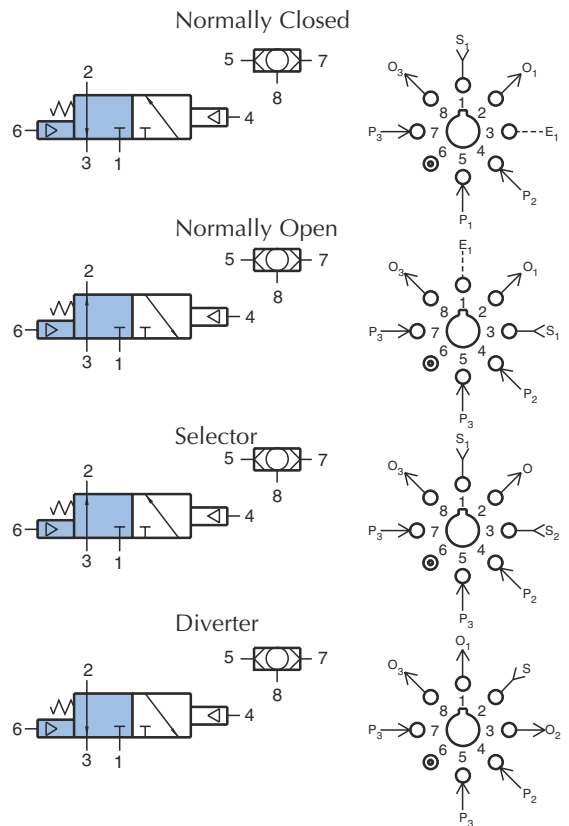 Normally Closed
5 7
8
2
6 4
3 1
S1
O3 O1
1
8 2
P3 7 3 E1
6 4
5
P2
P1
Normally Open
5 7
8
2
6 4
3 1
E1
O3 O1
1
8 2
P3 7 3 S1
6 4
5
P2
P3
Selector
5 7
8
2
6 4
3 1
S1
O3 O
1
8 2
P3 7 3 S2
6 4
5
P2
P3
Diverter
5 7
8
2
6 4
3 1
O1
O3 S
1
8 2
P3 7 3 O2
6 4
5
P2
P3